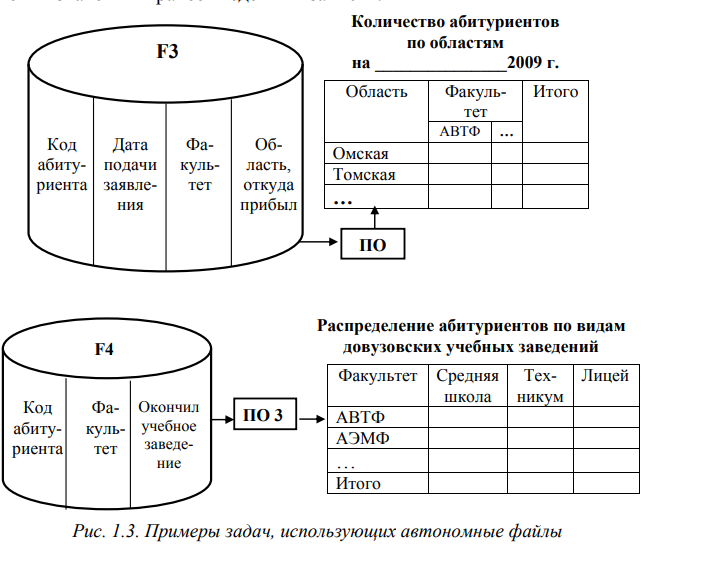 F3
Код
абиту-
риента
Дата
подачи
заявле-
ния
Фа-
куль-
тет
Об-
ласть,
откуда
прибыл
Количество абитуриентов
по областям
на _______________2009 г.
Область Факуль-
тет Итого
АВТФ ...
Омская
Томская
...
ПО
F4
Код
абиту-
риента
Фа-
куль-
тет
Окончил
учебное
заведе-
ние
ПО 3
Распределение абитуриентов по видам
довузовских учебных заведений
Факультет Средняя
школа Тех-
никум Лицей
АВТФ
АЭМФ
...
Итого
Рис. 1.3. Примеры задач, использующих автономные файлы